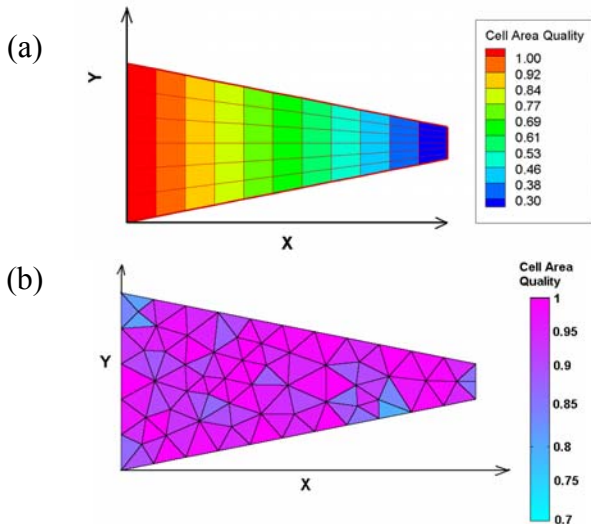 (a)
Y
X
Cell Area Quality
1.00
0.92
0.84
0.77
0.69
0.61
0.53
0.46
0.38
0.30
(b)
Y
X
Cell Area
Quality
1
0.95
0.9
0.85
0.8
0.75
0.7